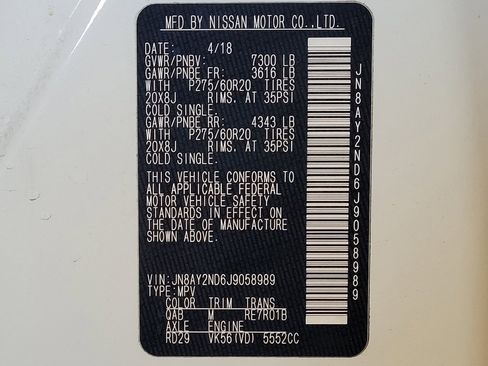 MFD BY NISSAN MOTOR CO.,LTD.
DATE: 4/18
GVWR/PNBV: 7300 LB
GAWR/PNBE FR: 3616 LB
WITH P275/60R20 TIRES
20X8J RIMS. AT 35PSI
COLD SINGLE.
GAWR/PNBE RR: 4343 LB
WITH P275/60R20 TIRES
20X8J RIMS. AT 35PSI
COLD SINGLE.
THIS VEHICLE CONFORMS TO
ALL APPLICABLE FEDERAL
MOTOR VEHICLE SAFETY
STANDARDS IN EFFECT ON
THE DATE OF MANUFACTURE
SHOWN ABOVE.
VIN:JN8AY2ND6J9058989
TYPE:MPV
COLOR TRIM TRANS
QAB M RE7R01B
AXLE ENGINE
RD29 VK56(VD) 5552CC
JN8AY2ND6J9058989